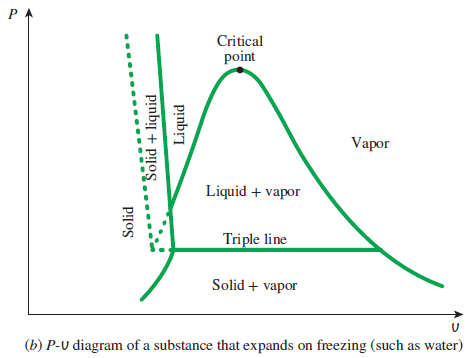 P
Critical
point
Solid + liquid
Liquid
Vapor
Liquid + vapor
Solid
Triple line
Solid + vapor
υ
(b) P-υ diagram of a substance that expands on freezing (such as water)